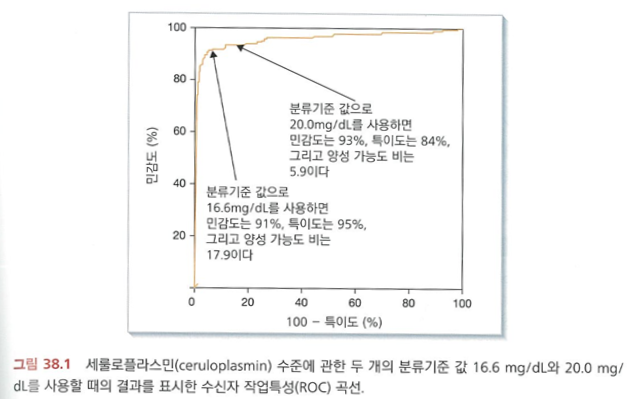 100
80
60
40
20
0
민감도 (%)
분류기준 값으로
20.0mg/dL를 사용하면
민감도는 93%, 특이도는 84%,
그리고 양성 가능도 비는
5.9이다
분류기준 값으로
16.6mg/dL를 사용하면
민감도는 91%, 특이도는 95%,
그리고 양성 가능도 비는
17.9이다
20
40
60
80
100
100 − 특이도 (%)
그림 38.1 세룰로플라스민(ceruloplasmin) 수준에 관한 두 개의 분류기준 값 16.6 mg/dL와 20.0 mg/
dL를 사용할 때의 결과를 표시한 수신자 작업특성(ROC) 곡선.